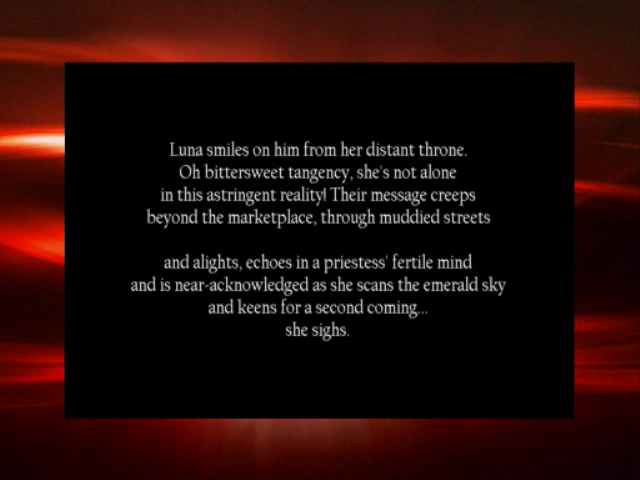 Luna smiles on him from her distant throne.
Oh bittersweet tangency, she's not alone
in this astringent reality! Their message creeps
beyond the marketplace, through muddied streets
and alights, echoes in a priestess' fertile mind
and is near-acknowledged as she scans the emerald sky
and keens for a second coming...
she sighs.